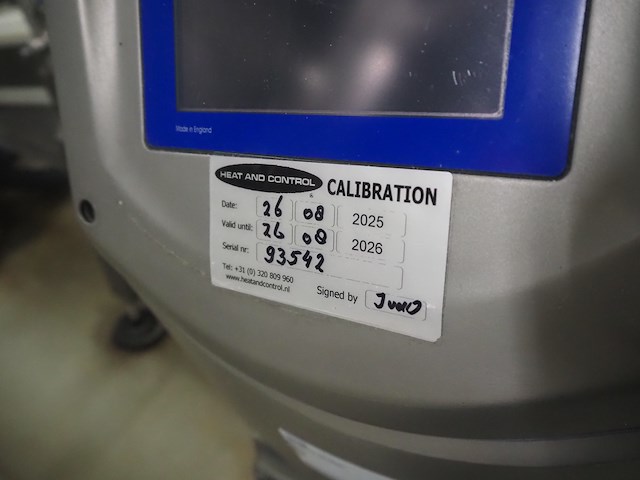 Made in England
HEAT AND CONTROL
CALIBRATION
Date: 26 08 2025
Valid until: 26 08 2026
Serial nr: 93542
Tel: +31 (0) 320 809 960
www.heatandcontrol.nl
Signed by